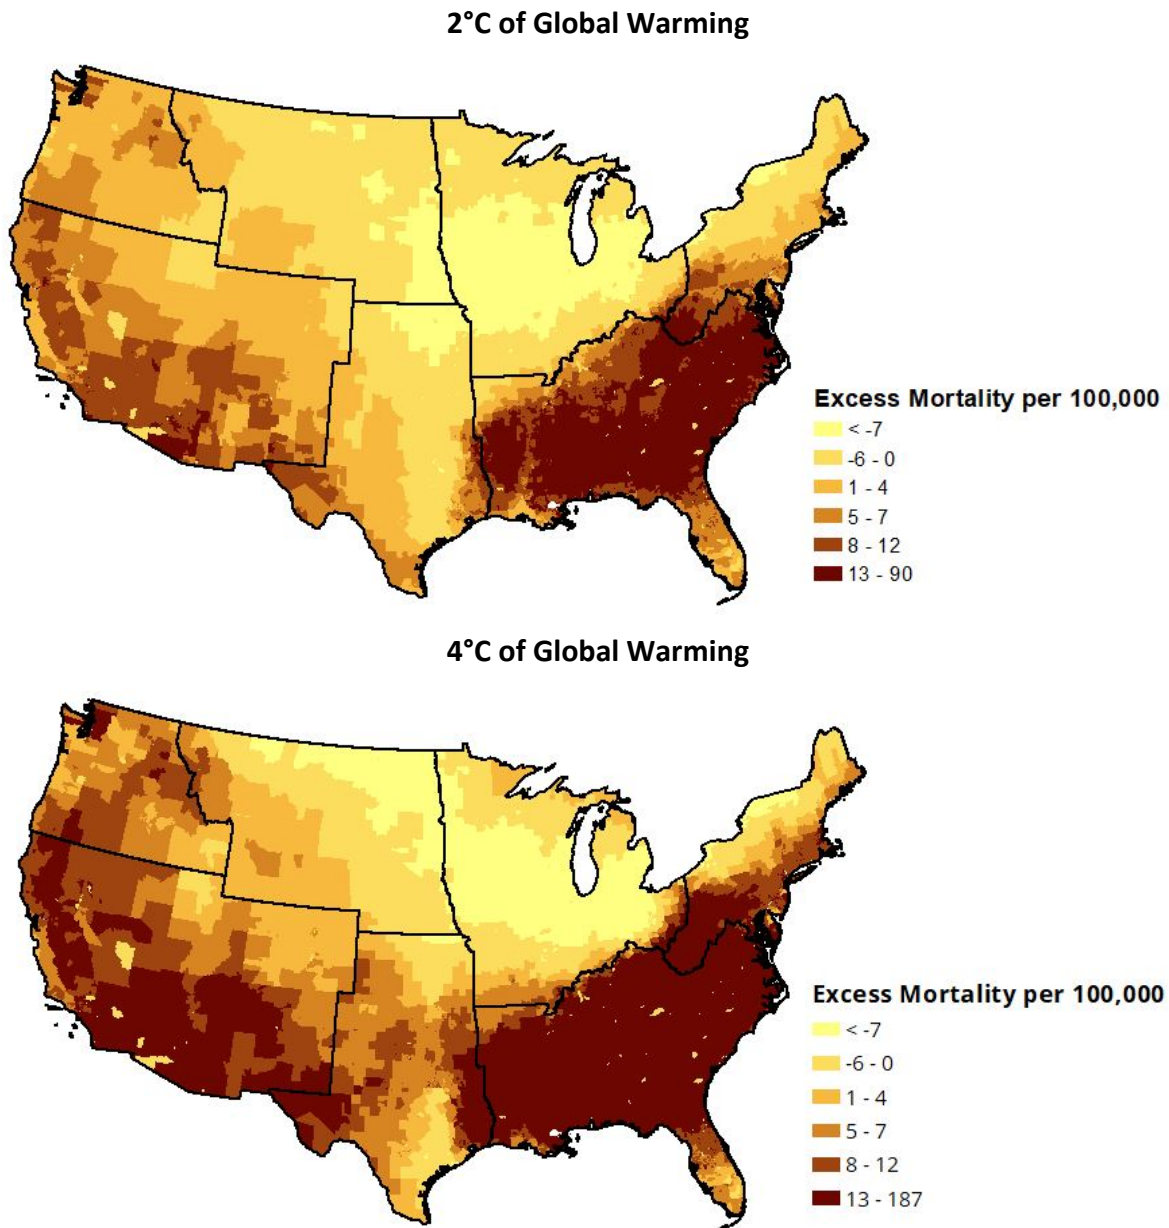 2°C of Global Warming
Excess Mortality per 100,000
< -7
-6 - 0
1 - 4
5 - 7
8 - 12
13 - 90
4°C of Global Warming
Excess Mortality per 100,000
< -7
-6 - 0
1 - 4
5 - 7
8 - 12
13 - 187